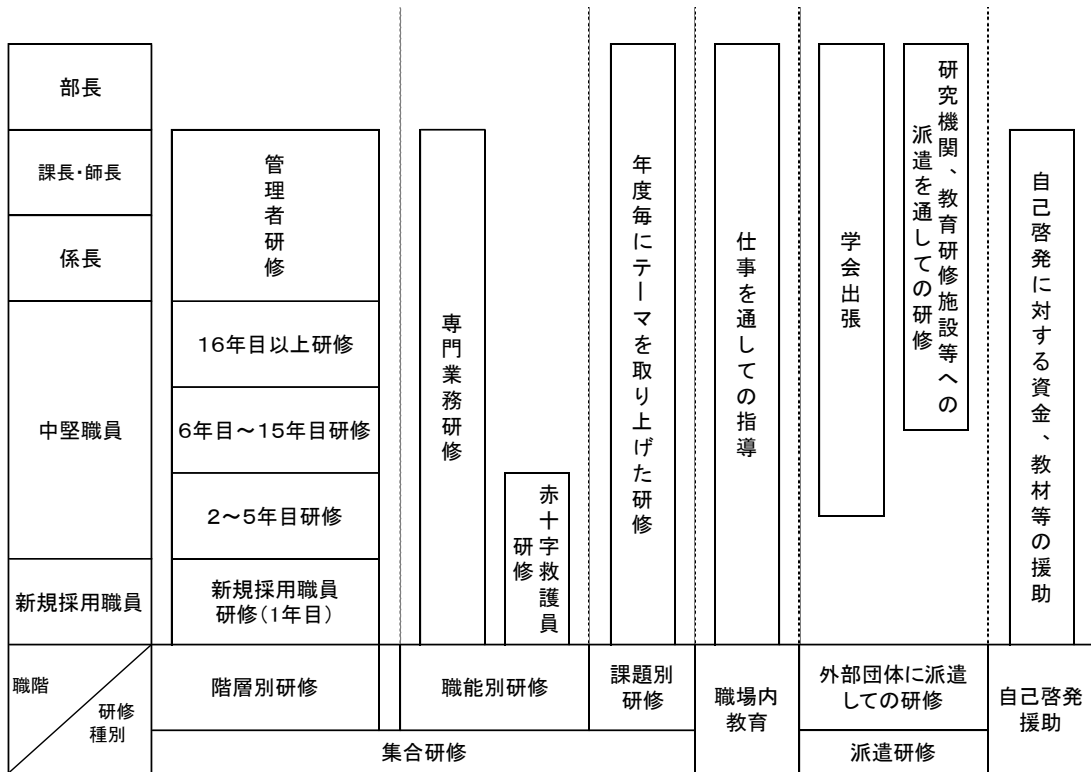 部長
課長・師長
係長
中堅職員
新規採用職員
職階
研修
種別
管理者研修
16年目以上研修
6年目～15年目研修
2～5年目研修
新規採用職員
研修(1年目)
階層別研修
専門業務研修
赤十字救護員
研修
職能別研修
年度毎にテーマを取り上げた研修
課題別
研修
集合研修
仕事を通しての指導
職場内
教育
学会出張
研究機関、教育研修施設等への
派遣を通しての研修
外部団体に派遣
しての研修
派遣研修
自己啓発に対する資金、教材等の援助
自己啓発
援助